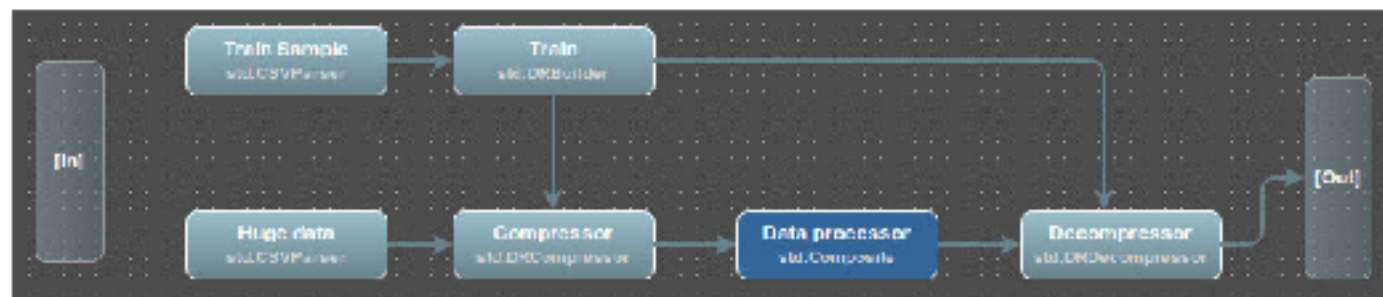 Train Sample
std.CSVParser
Train
std.DRBuilder
[In]
[Out]
Huge data
std.CSVParser
Compressor
std.DRCompressor
Data processor
std.Composite
Decompressor
std.DRDecompressor